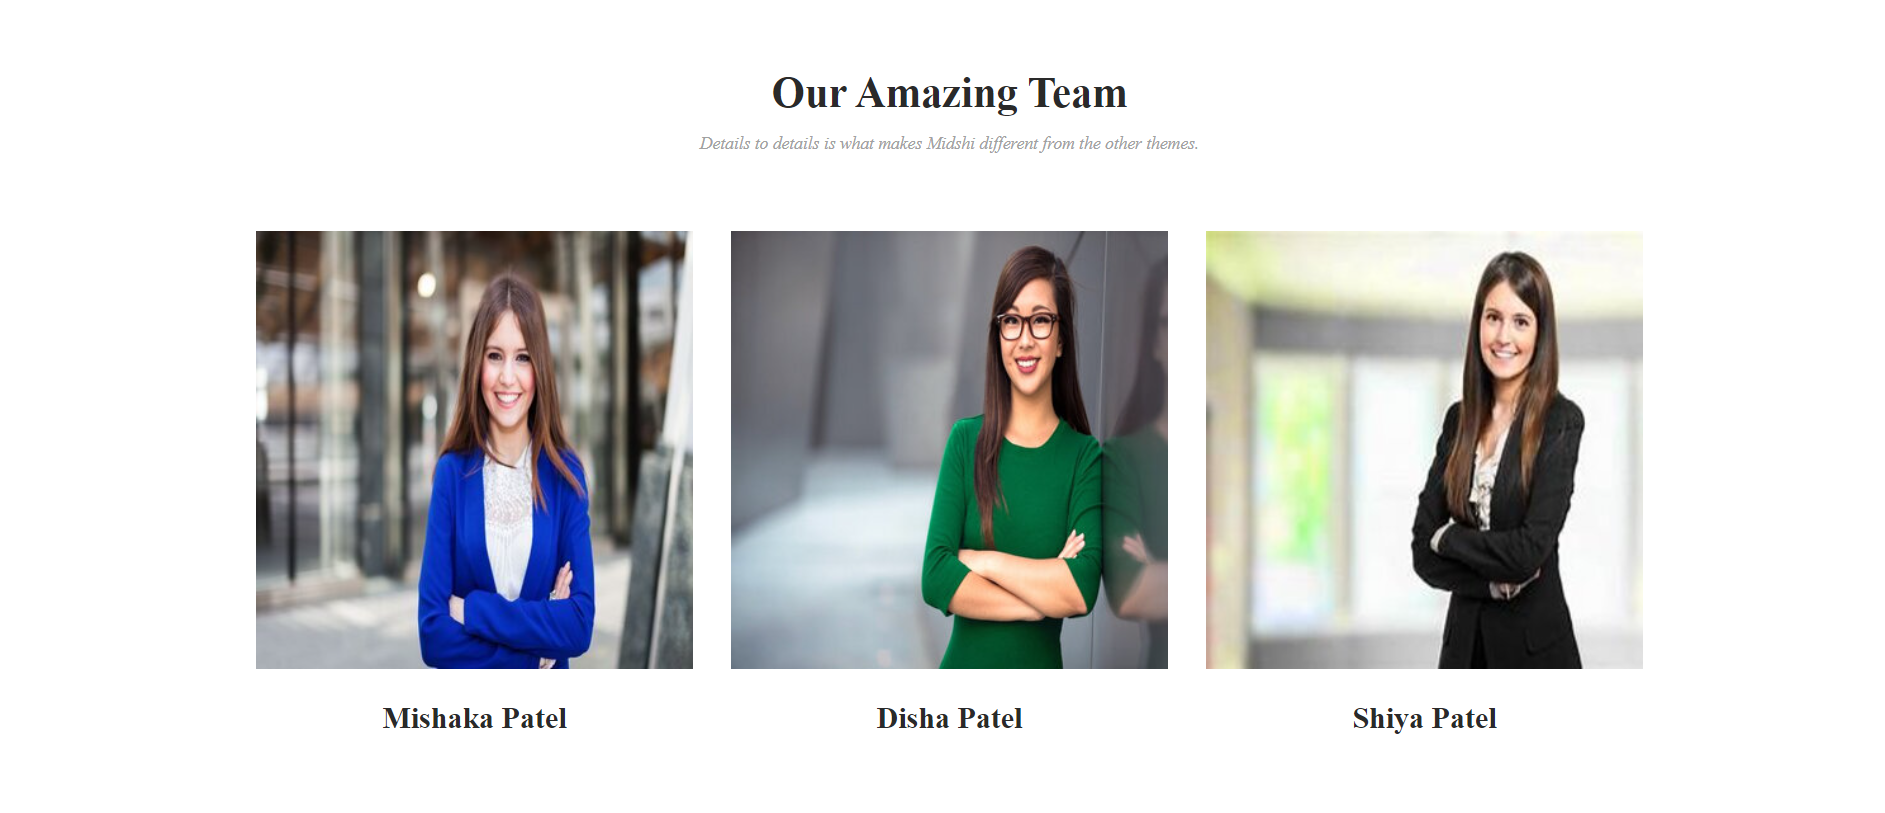 Our Amazing Team
Details to details is what makes Midshi different from the other themes.
Mishaka Patel
Disha Patel
Shiya Patel